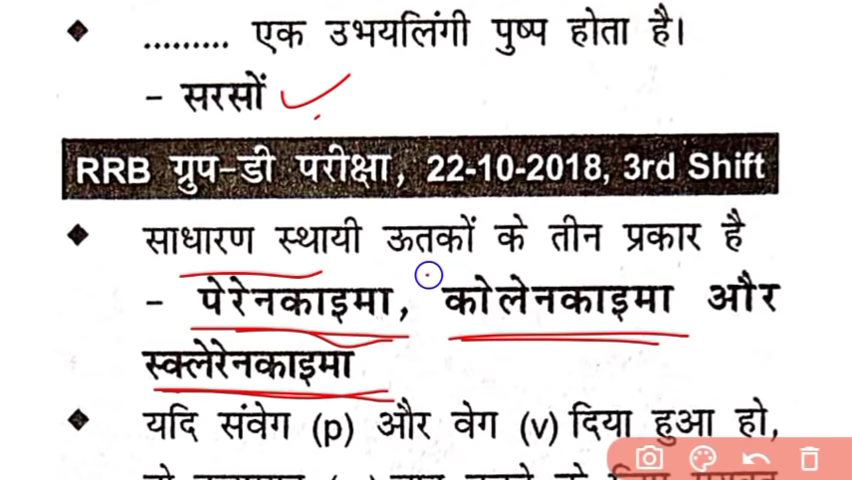 ......... एक उभयलिंगी पुष्प होता है।
– सरसों
RRB ग्रुप-डी परीक्षा, 22-10-2018, 3rd Shift
साधारण स्थायी ऊतकों के तीन प्रकार है
– पेरेनकाइमा, कोलेनकाइमा और
स्क्लेरेनकाइमा
यदि संवेग (p) और वेग (v) दिया हुआ हो,